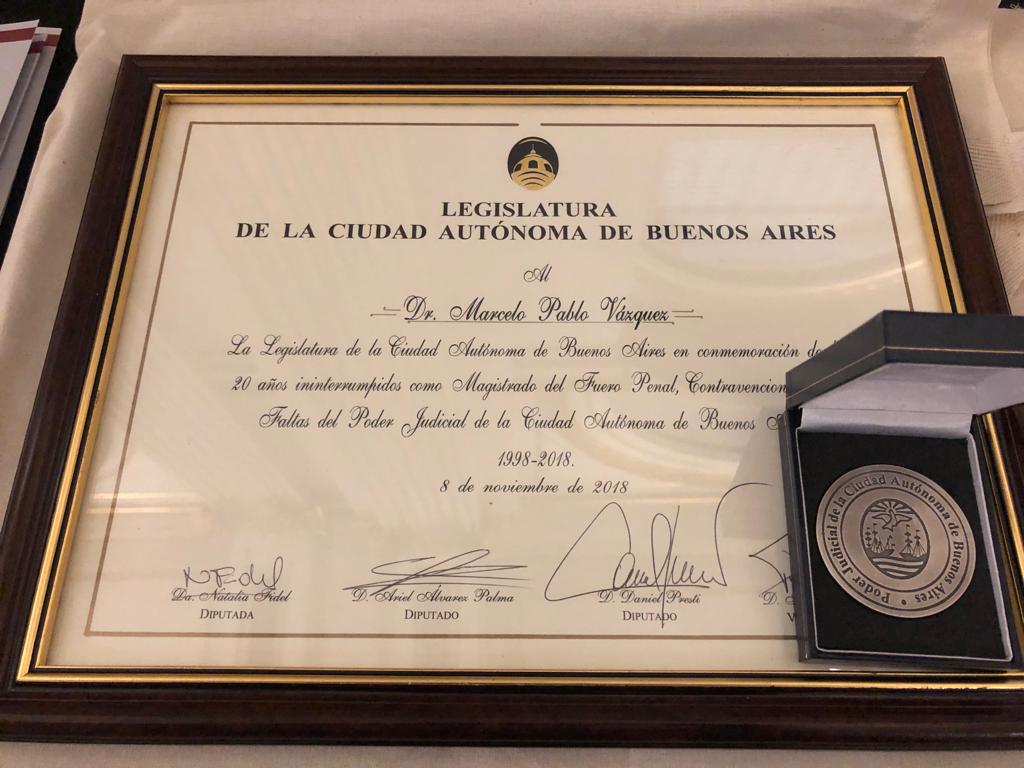 LEGISLATURA
DE LA CIUDAD AUTÓNOMA DE BUENOS AIRES
Al
Dr. Marcelo Pablo Vázquez
La Legislatura de la Ciudad Autónoma de Buenos Aires en conmemoración de
20 años ininterrumpidos como Magistrado del Fuero Penal, Contravencion
Faltas del Poder Judicial de la Ciudad Autónoma de Buenos
1998-2018.
8 de noviembre de 2018
Da. Natalia Fidel
DIPUTADA
D. Ariel Alvarez Palma
DIPUTADO
D. Daniel Presti
DIPUTADO
D.
Poder Judicial de la Ciudad Autónoma de Buenos Aires